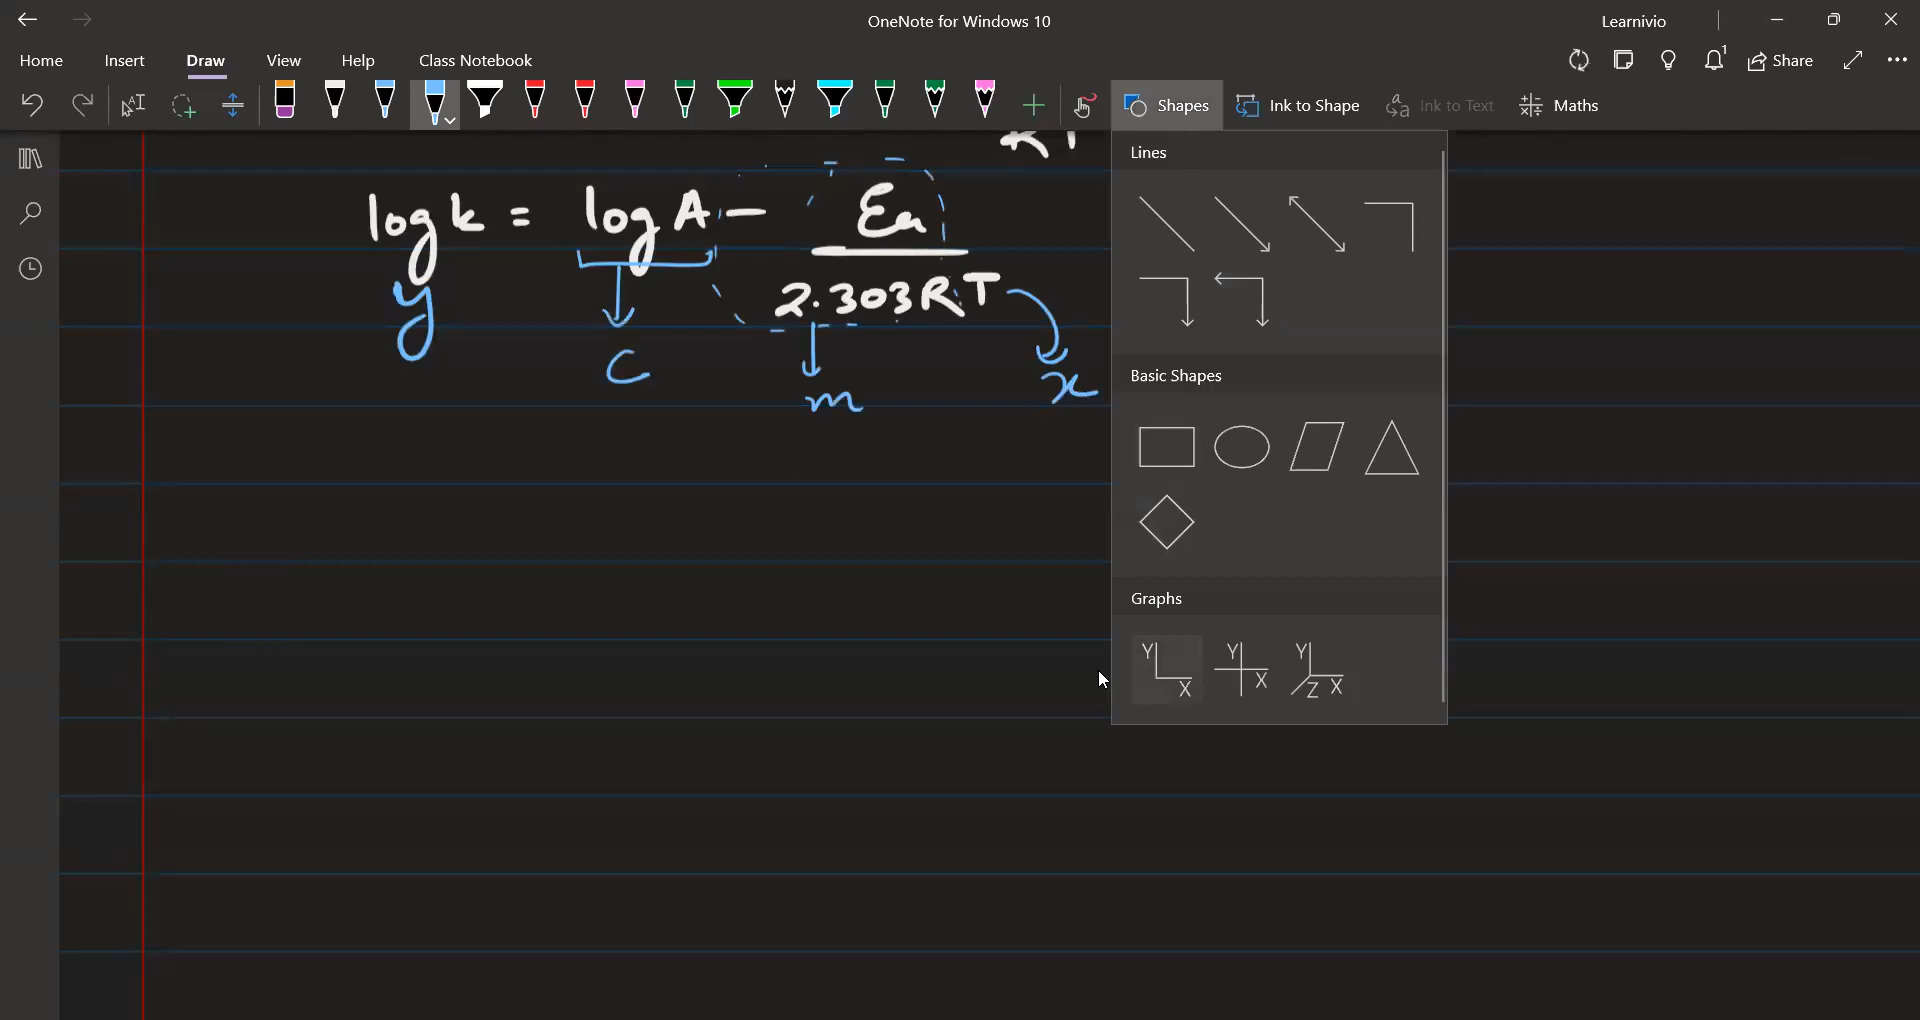 OneNote for Windows 10
Learnivio
Home Insert Draw View Help Class Notebook
1
Share
Shapes Ink to Shape Ink to Text Maths
Lines
log k = log A - Ea
2.303RT
y
C
m
x
Basic Shapes
Graphs
Y X Y X Y Z X